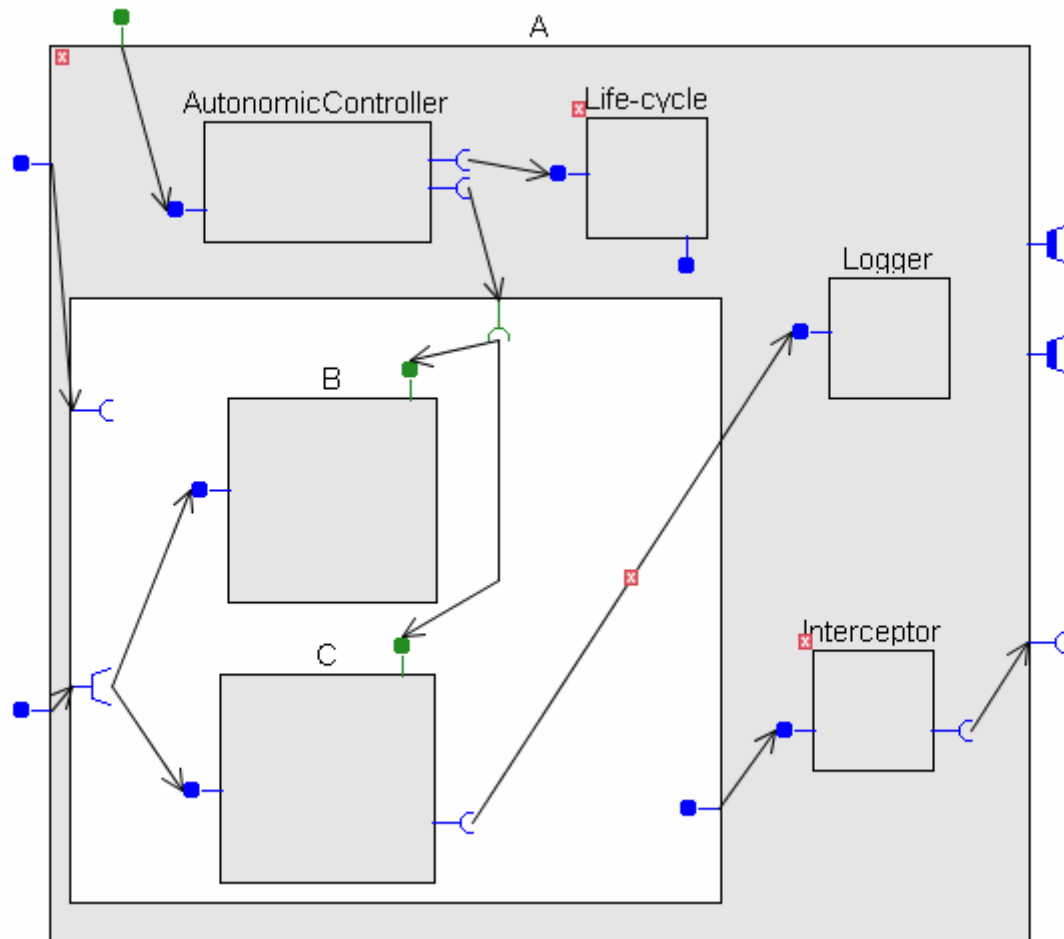 A
AutonomicController
Life-cycle
Logger
B
C
Interceptor